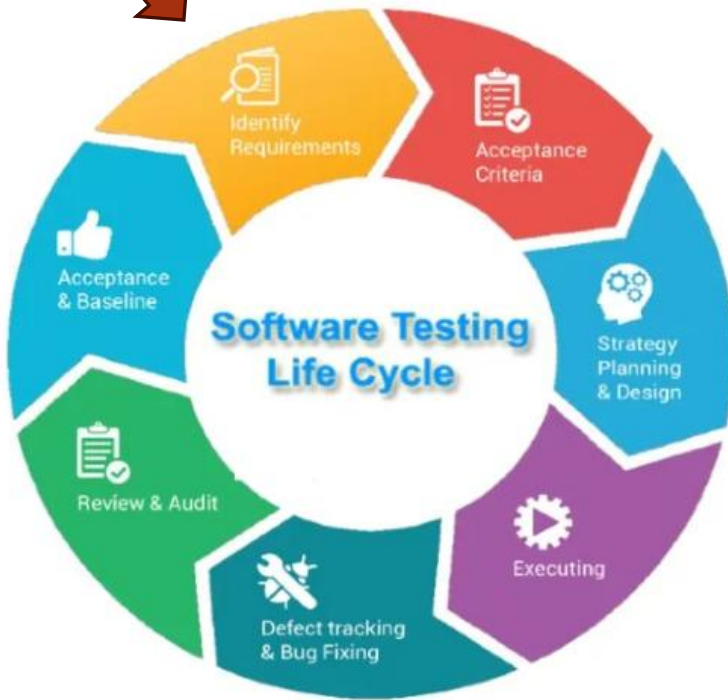 Identify
Requirements
Acceptance
Criteria
Strategy
Planning
& Design
Executing
Defect tracking
& Bug Fixing
Review & Audit
Acceptance
& Baseline
Software Testing
Life Cycle